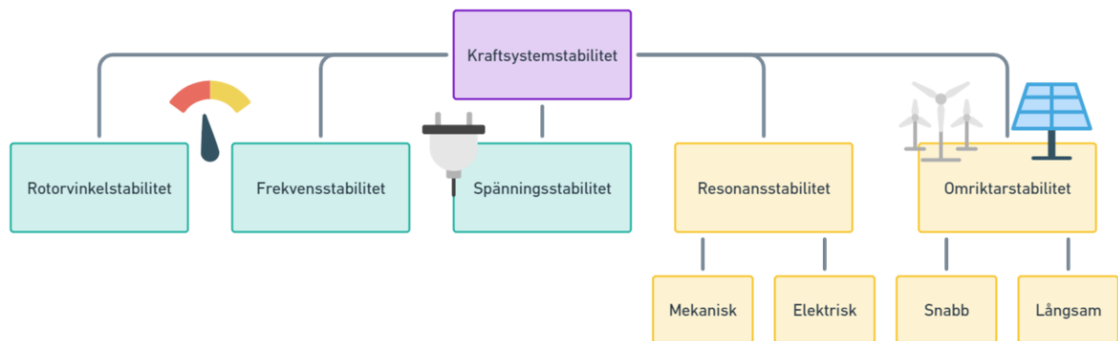 Kraftsystemstabilitet
Rotorvinkelstabilitet
Frekvensstabilitet
Spänningsstabilitet
Resonansstabilitet
Omriktarstabilitet
Mekanisk
Elektrisk
Snabb
Långsam